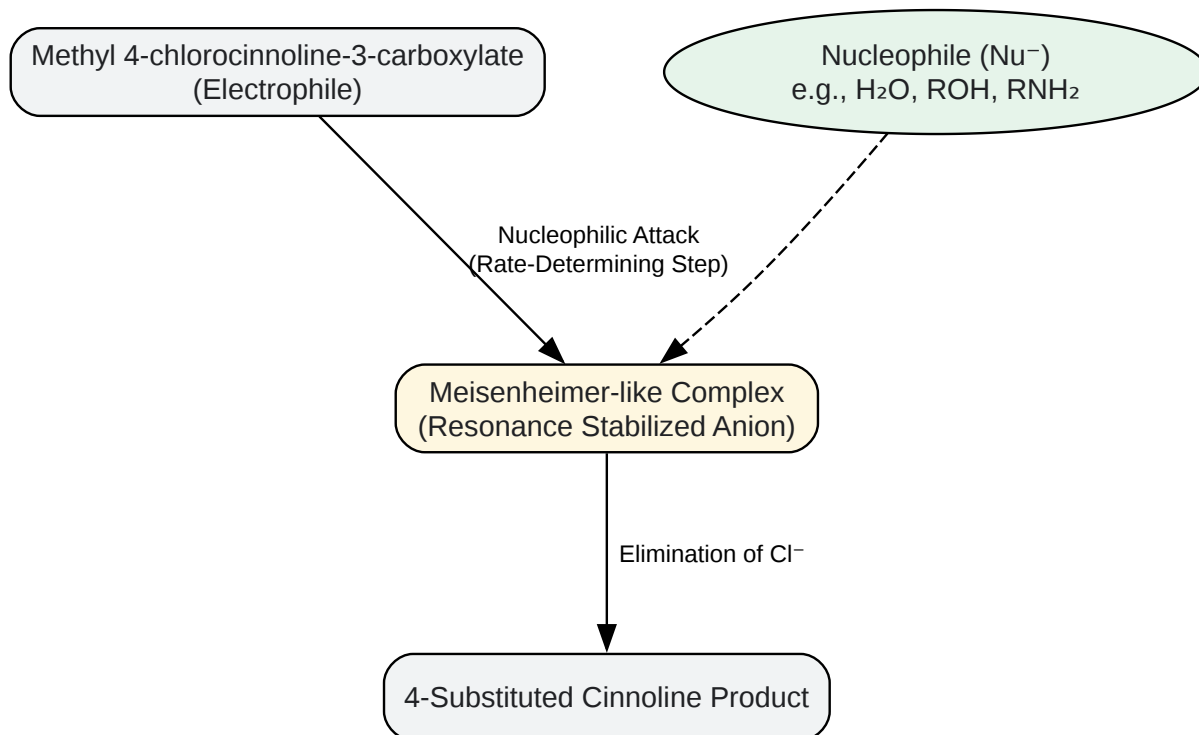 Methyl 4-chlorocinnoline-3-carboxylate
(Electrophile)
Nucleophile (Nu⁻)
e.g., H₂O, ROH, RNH₂
Nucleophilic Attack
(Rate-Determining Step)
Meisenheimer-like Complex
(Resonance Stabilized Anion)
Elimination of Cl⁻
4-Substituted Cinnoline Product